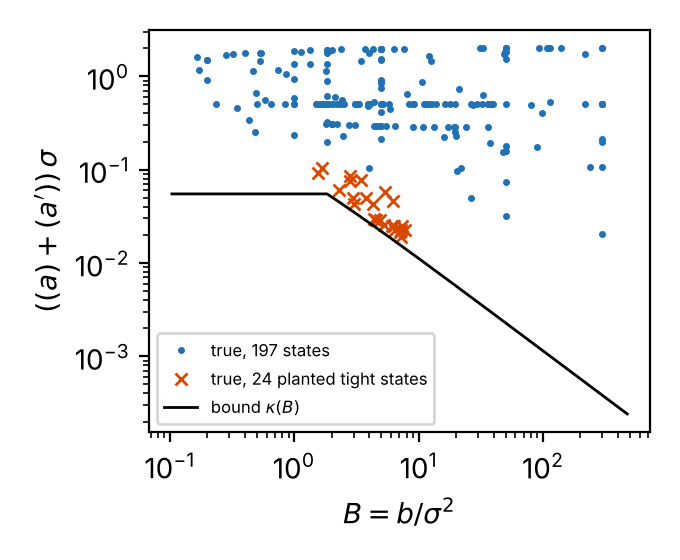 ((a) + (a′)) σ
10⁰
10⁻¹
10⁻²
10⁻³
true, 197 states
true, 24 planted tight states
bound κ(B)
10⁻¹ 10⁰ 10¹ 10²
B = b/σ²